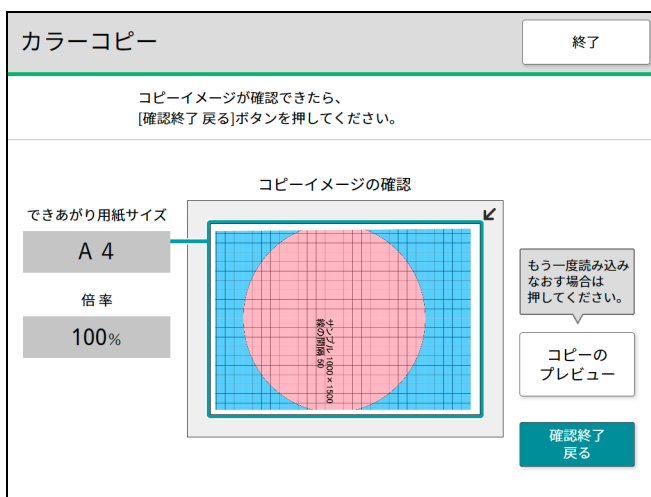 カラーコピー
終了
コピーイメージが確認できたら、
[確認終了 戻る]ボタンを押してください。
コピーイメージの確認
できあがり用紙サイズ
A 4
倍 率
100%
サンプル 1000×1500
線の間隔 50
もう一度読み込み
なおす場合は
押してください。
コピーの
プレビュー
確認終了
戻る